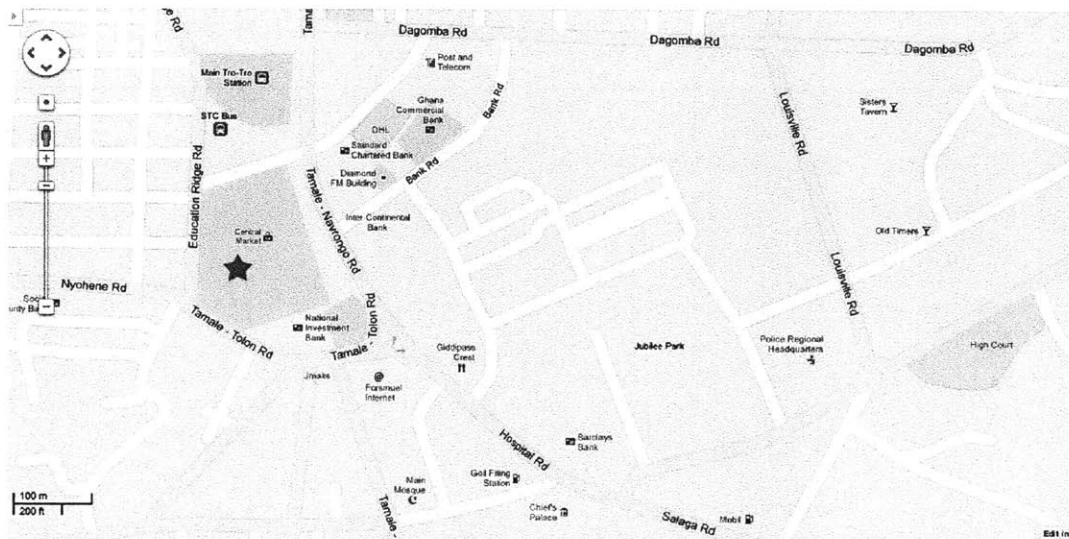 Dagomba Rd
Dagomba Rd
Dagomba Rd
Main Tro-Tro
Station
Post and
Telecom
STC Bus
Ghana
Commercial
Bank
DHL
Standard
Chartered Bank
Bank Rd
Louisville Rd
Sisters
Tavern
Diamond
FM Building
Bank Rd
Education Ridge Rd
Tamale - Navrongo Rd
Inter Continental
Bank
Central
Market
Old Timers
Louisville Rd
Nyohene Rd
Tamale - Tolon Rd
National
Investment
Bank
Tamale - Tolon Rd
Giddipass
Crest
Jubilee Park
Police Regional
Headquarters
High Court
Forsmuel
Internet
Hospital Rd
Barclays
Bank
Main
Mosque
Goil Filing
Station
Chief's
Palace
Salaga Rd
Mobil
Tamale -
100 m
200 ft
Edit in